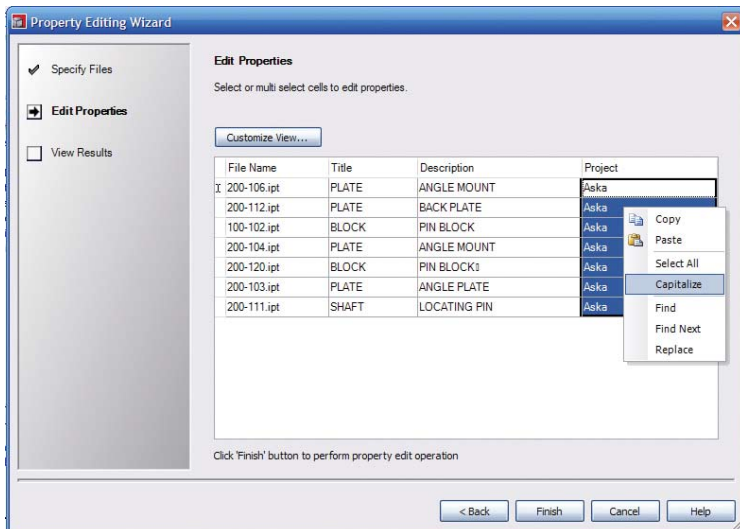 Property Editing Wizard
Specify Files
Edit Properties
View Results
Edit Properties
Select or multi select cells to edit properties.
Customize View...
File Name Title Description Project
200-106.ipt PLATE ANGLE MOUNT Aska
200-112.ipt PLATE BACK PLATE Aska
100-102.ipt BLOCK PIN BLOCK Aska
200-104.ipt PLATE ANGLE MOUNT Aska
200-120.ipt BLOCK PIN BLOCK Aska
200-103.ipt PLATE ANGLE PLATE Aska
200-111.ipt SHAFT LOCATING PIN Aska
Copy
Paste
Select All
Capitalize
Find
Find Next
Replace
Click 'Finish' button to perform property edit operation
< Back Finish Cancel Help